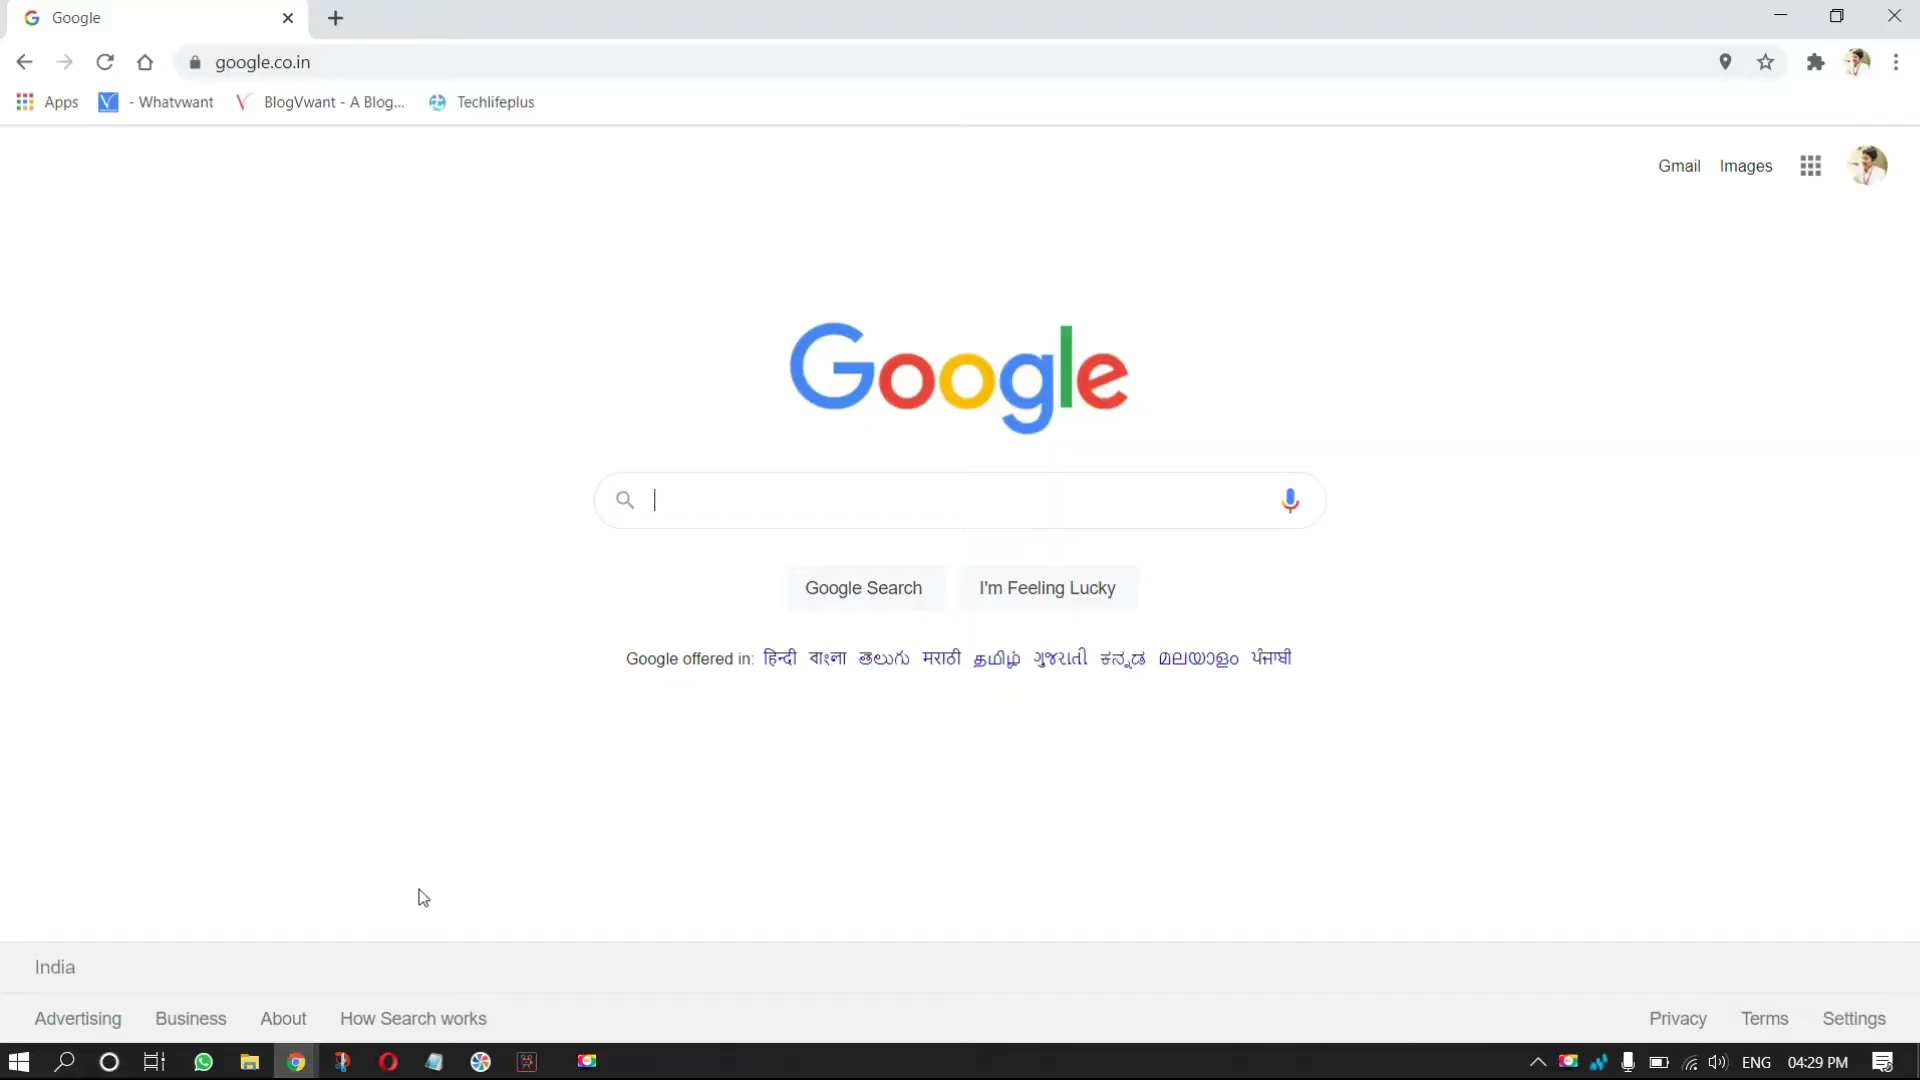 Google
google.co.in
Apps - Whatvwant BlogVwant - A Blog... Techlifeplus
Gmail Images
Google
Google Search I'm Feeling Lucky
Google offered in: हिन्दी বাংলা తెలుగు मराठी தமிழ் ગુજરાતી ಕನ್ನಡ മലയാളം ਪੰਜਾਬੀ
India
Advertising Business About How Search works Privacy Terms Settings
ENG 04:29 PM